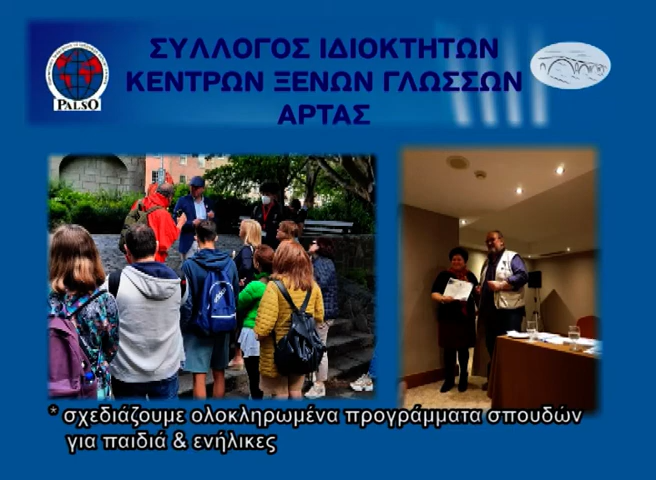 ΣΥΛΛΟΓΟΣ ΙΔΙΟΚΤΗΤΩΝ
ΚΕΝΤΡΩΝ ΞΕΝΩΝ ΓΛΩΣΣΩΝ
ΑΡΤΑΣ
PALSO
* σχεδιάζουμε ολοκληρωμένα προγράμματα σπουδών
για παιδιά & ενήλικες